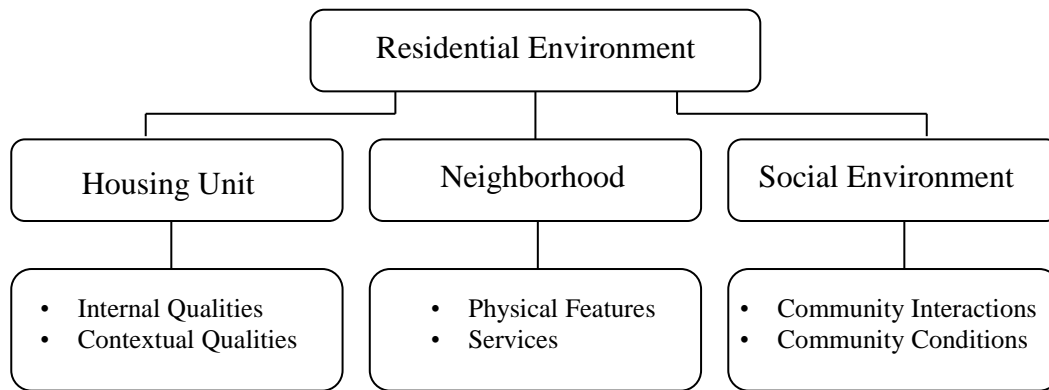 Residential Environment
Housing Unit
Neighborhood
Social Environment
• Internal Qualities
• Contextual Qualities
• Physical Features
• Services
• Community Interactions
• Community Conditions